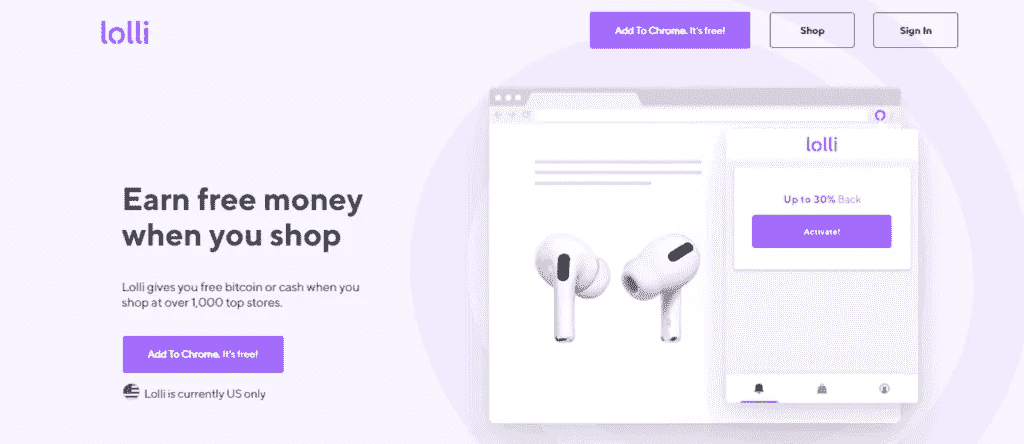 lolli
Add To Chrome. It's free!
Shop
Sign In
lolli
Up to 30% Back
Activate!
Earn free money
when you shop
Lolli gives you free bitcoin or cash when you
shop at over 1,000 top stores.
Add To Chrome. It's free!
Lolli is currently US only